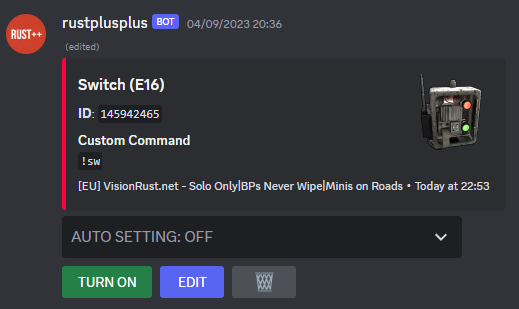 RUST++
rustplusplus BOT 04/09/2023 20:36
(edited)
Switch (E16)
ID: 145942465
Custom Command
!sw
[EU] VisionRust.net - Solo Only|BPs Never Wipe|Minis on Roads • Today at 22:53
AUTO SETTING: OFF
TURN ON EDIT